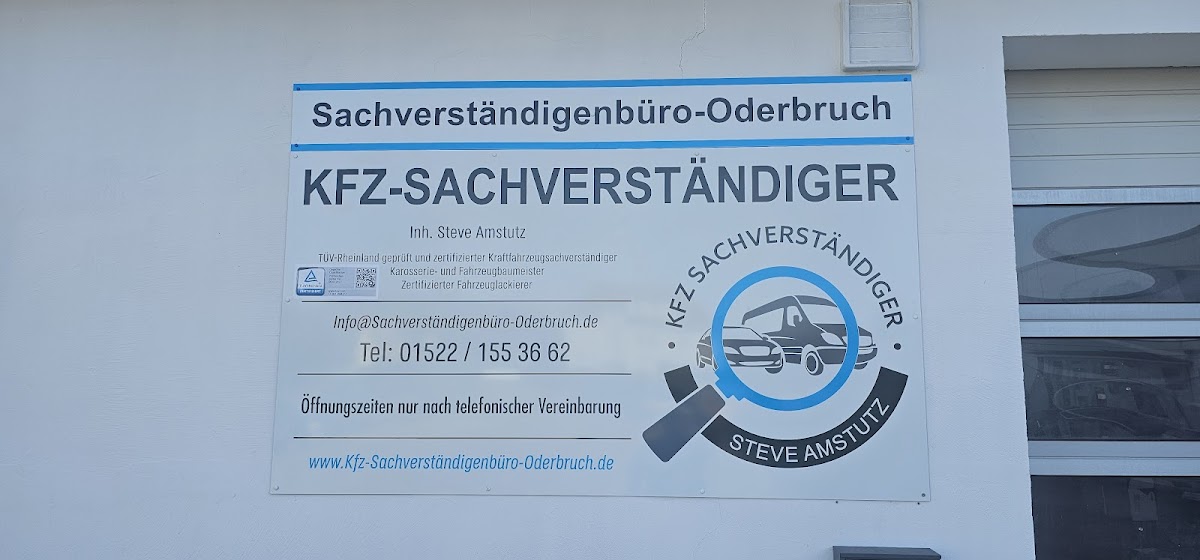 Sachverständigenbüro-Oderbruch
KFZ-SACHVERSTÄNDIGER
Inh. Steve Amstutz
TÜV-Rheinland geprüft und zertifizierter Kraftfahrzeugsachverständiger
Karosserie- und Fahrzeugbaumeister
Zertifizierter Fahrzeuglackierer
Info@Sachverständigenbüro-Oderbruch.de
Tel: 01522 / 155 36 62
Öffnungszeiten nur nach telefonischer Vereinbarung
www.Kfz-Sachverständigenbüro-Oderbruch.de
KFZ SACHVERSTÄNDIGER
STEVE AMSTUTZ